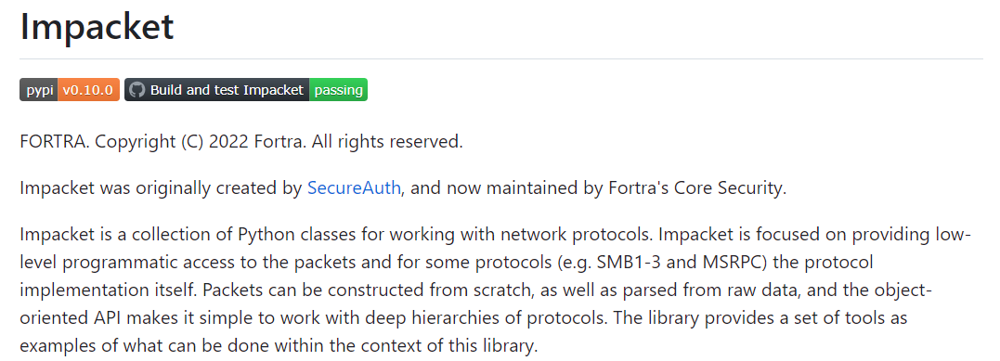 Impacket
pypi v0.10.0 Build and test Impacket passing
FORTRA. Copyright (C) 2022 Fortra. All rights reserved.
Impacket was originally created by SecureAuth, and now maintained by Fortra's Core Security.
Impacket is a collection of Python classes for working with network protocols. Impacket is focused on providing low-
level programmatic access to the packets and for some protocols (e.g. SMB1-3 and MSRPC) the protocol
implementation itself. Packets can be constructed from scratch, as well as parsed from raw data, and the object-
oriented API makes it simple to work with deep hierarchies of protocols. The library provides a set of tools as
examples of what can be done within the context of this library.